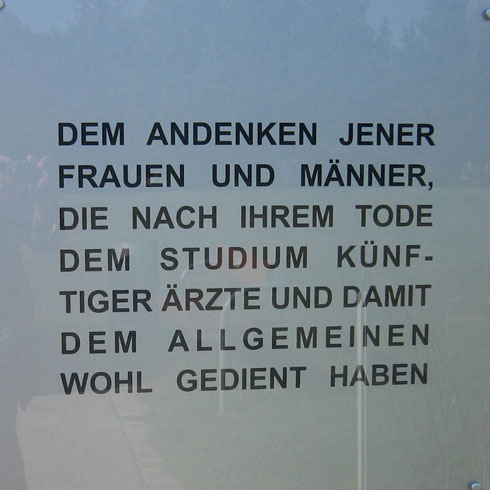 DEM ANDENKEN JENER
FRAUEN UND MÄNNER,
DIE NACH IHREM TODE
DEM STUDIUM KÜNF-
TIGER ÄRZTE UND DAMIT
DEM ALLGEMEINEN
WOHL GEDIENT HABEN